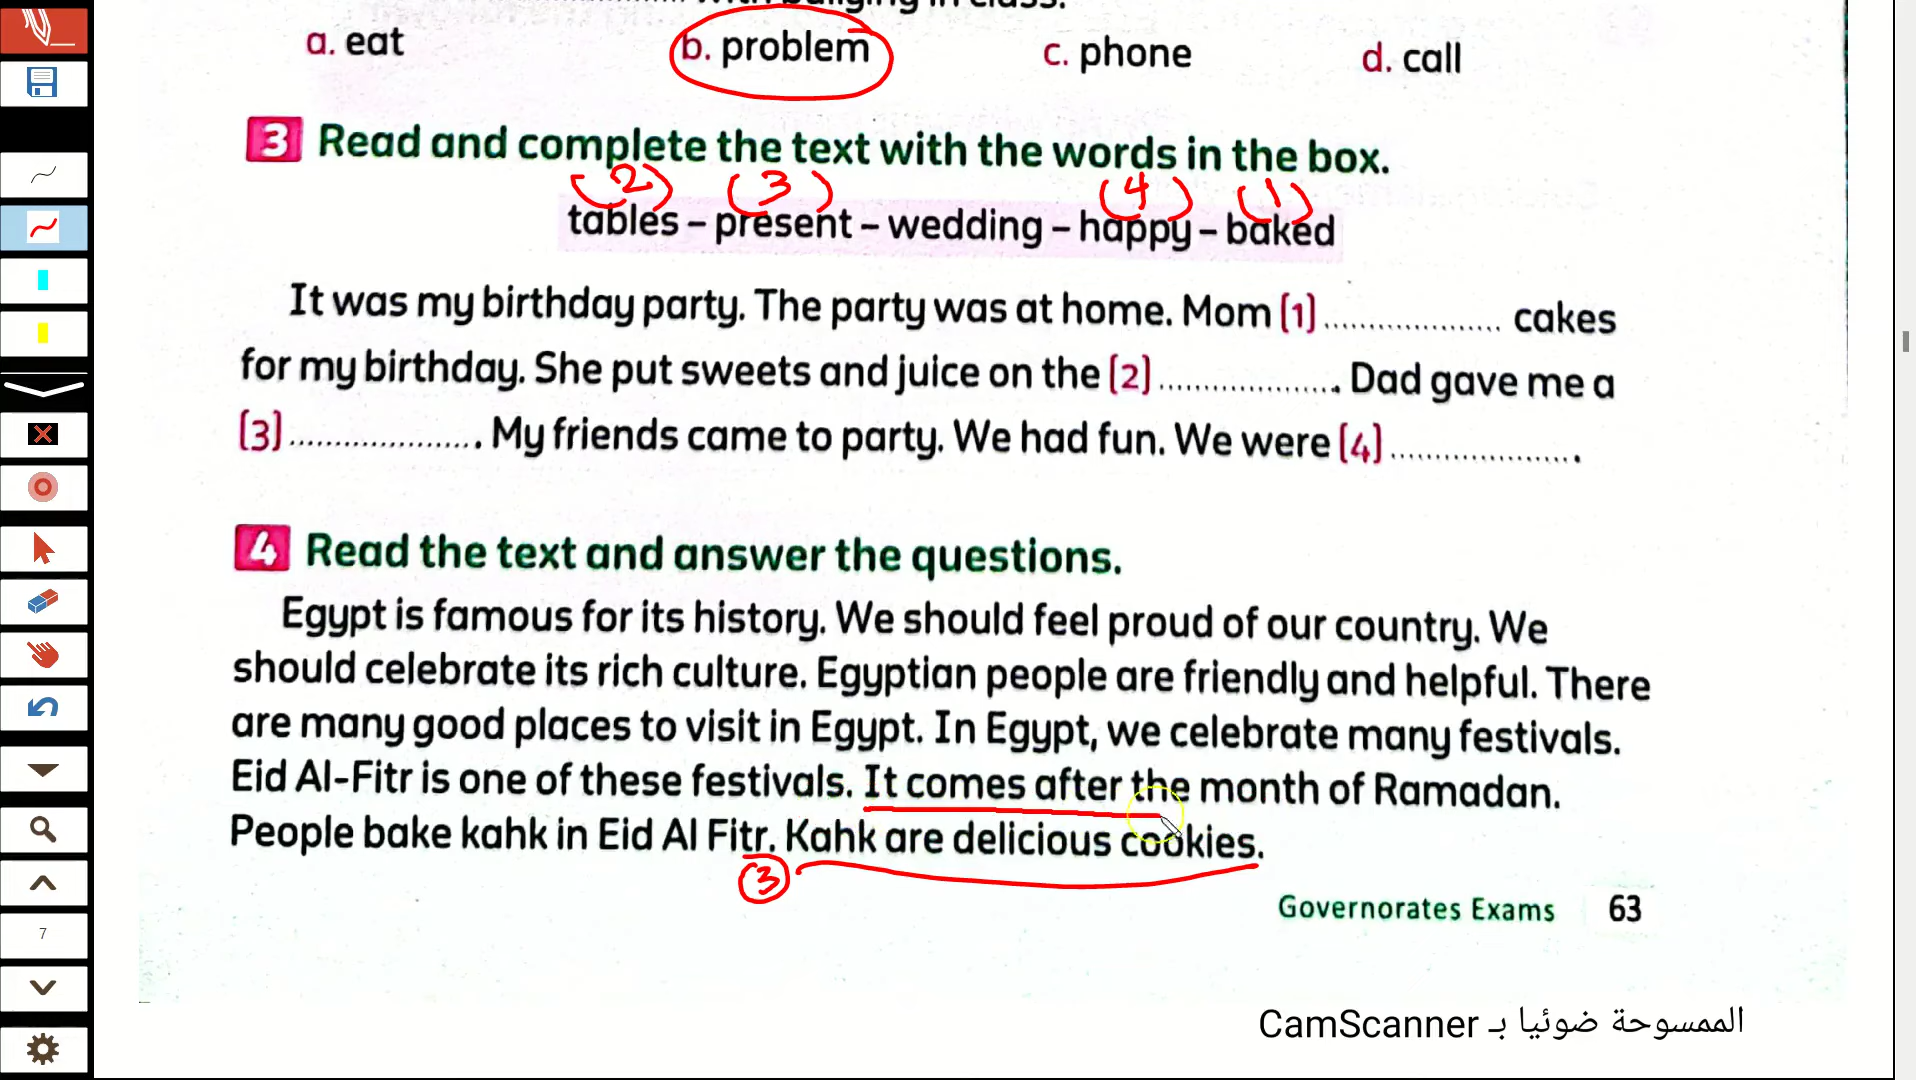 with bullying in class.
a. eat b. problem c. phone d. call
3 Read and complete the text with the words in the box.
(2) (3) (4) (1)
tables – present – wedding – happy – baked
It was my birthday party. The party was at home. Mom (1) .................... cakes
for my birthday. She put sweets and juice on the (2) .................... . Dad gave me a
(3) .................... . My friends came to party. We had fun. We were (4) .................... .
4 Read the text and answer the questions.
Egypt is famous for its history. We should feel proud of our country. We
should celebrate its rich culture. Egyptian people are friendly and helpful. There
are many good places to visit in Egypt. In Egypt, we celebrate many festivals.
Eid Al-Fitr is one of these festivals. It comes after the month of Ramadan.
People bake kahk in Eid Al Fitr. Kahk are delicious cookies.
3
Governorates Exams 63
الممسوحة ضوئيا بـ CamScanner
7